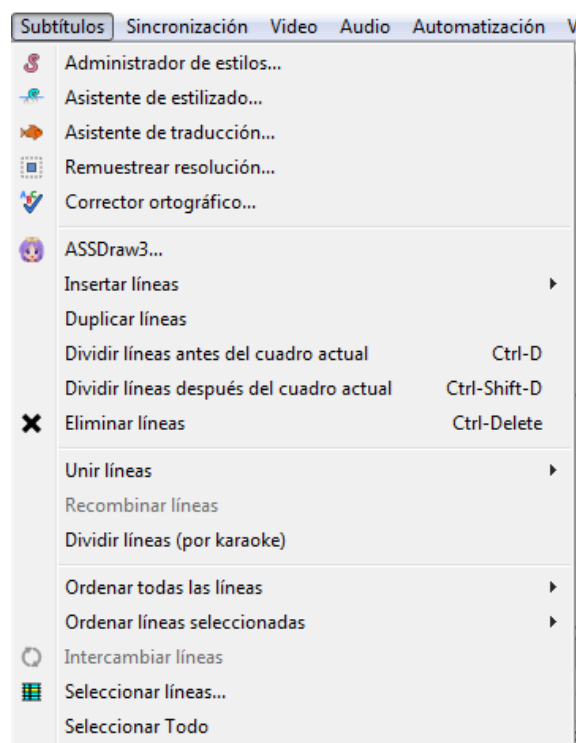 Subtítulos Sincronización Video Audio Automatización V
Administrador de estilos...
Asistente de estilizado...
Asistente de traducción...
Remuestrear resolución...
Corrector ortográfico...
ASSDraw3...
Insertar líneas
Duplicar líneas
Dividir líneas antes del cuadro actual Ctrl-D
Dividir líneas después del cuadro actual Ctrl-Shift-D
Eliminar líneas Ctrl-Delete
Unir líneas
Recombinar líneas
Dividir líneas (por karaoke)
Ordenar todas las líneas
Ordenar líneas seleccionadas
Intercambiar líneas
Seleccionar líneas...
Seleccionar Todo